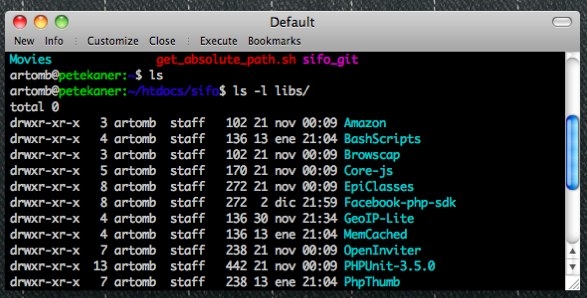 Default
New Info Customize Close Execute Bookmarks
Movies get_absolute_path.sh sifo_git
artomb@petekaner:~$ ls
artomb@petekaner:~/htdocs/sifo$ ls -l libs/
total 0
drwxr-xr-x 3 artomb staff 102 21 nov 00:09 Amazon
drwxr-xr-x 4 artomb staff 136 13 ene 21:04 BashScripts
drwxr-xr-x 3 artomb staff 102 21 nov 00:09 Browscap
drwxr-xr-x 5 artomb staff 170 21 nov 00:09 Core-js
drwxr-xr-x 8 artomb staff 272 21 nov 00:09 EpiClasses
drwxr-xr-x 8 artomb staff 272 2 dic 21:59 Facebook-php-sdk
drwxr-xr-x 4 artomb staff 136 30 nov 21:34 GeoIP-Lite
drwxr-xr-x 4 artomb staff 136 13 ene 21:04 MemCached
drwxr-xr-x 7 artomb staff 238 21 nov 00:09 OpenInviter
drwxr-xr-x 13 artomb staff 442 21 nov 00:09 PHPUnit-3.5.0
drwxr-xr-x 7 artomb staff 238 13 ene 21:04 PhpThumb